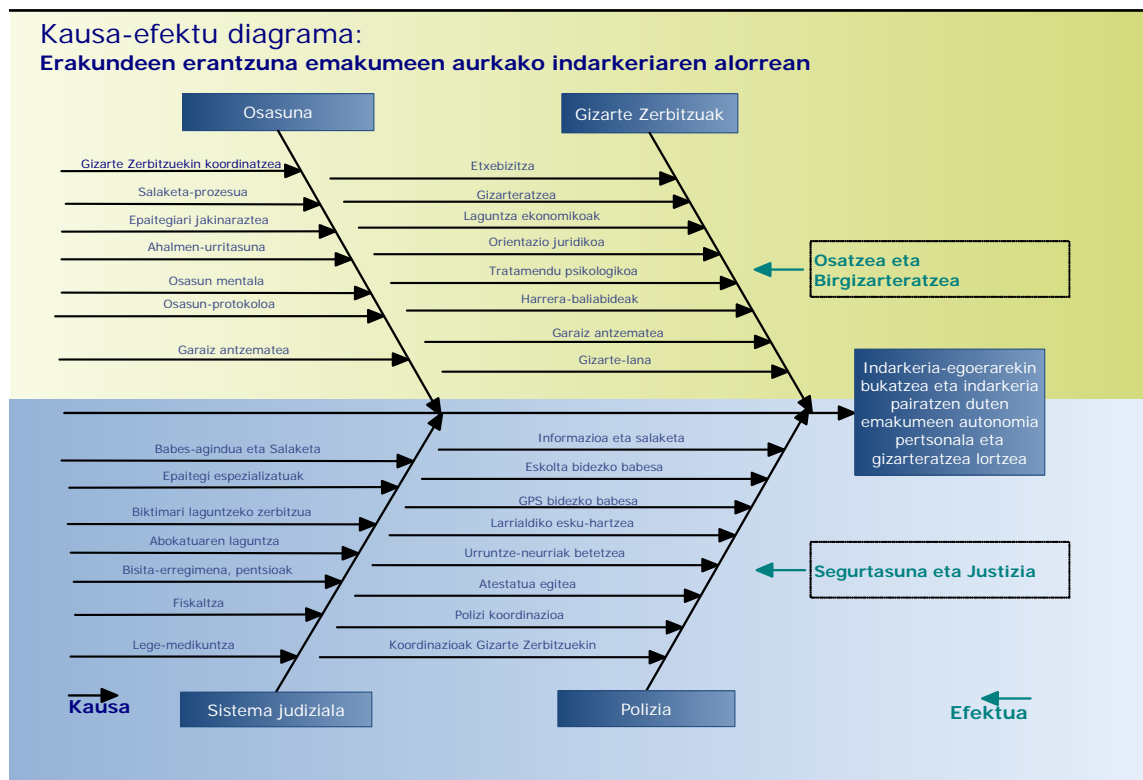 Kausa-efektu diagrama:
Erakundeen erantzuna emakumeen aurkako indarkeriaren alorrean
Osasuna
Gizarte Zerbitzuekin koordinatzea
Salaketa-prozesua
Epaitegiari jakinaraztea
Ahalmen-urritasuna
Osasun mentala
Osasun-protokoloa
Garaiz antzematea
Gizarte Zerbitzuak
Etxebizitza
Gizarteratzea
Laguntza ekonomikoak
Orientazio juridikoa
Tratamendu psikologikoa
Harrera-baliabideak
Garaiz antzematea
Gizarte-lana
Osatzea eta
Birgizarteratzea
Indarkeria-egoerarekin
bukatzea eta indarkeria
pairatzen duten
emakumeen autonomia
pertsonala eta
gizarteratzea lortzea
Babes-agindua eta Salaketa
Epaitegi espezializatuak
Biktimari laguntzeko zerbitzua
Abokatuaren laguntza
Bisita-erregimena, pentsioak
Fiskaltza
Lege-medikuntza
Sistema judiziala
Informazioa eta salaketa
Eskolta bidezko babesa
GPS bidezko babesa
Larrialdiko esku-hartzea
Urruntze-neurriak betetzea
Atestatua egitea
Polizi koordinazioa
Koordinazioak Gizarte Zerbitzuekin
Polizia
Segurtasuna eta Justizia
Kausa
Efektua